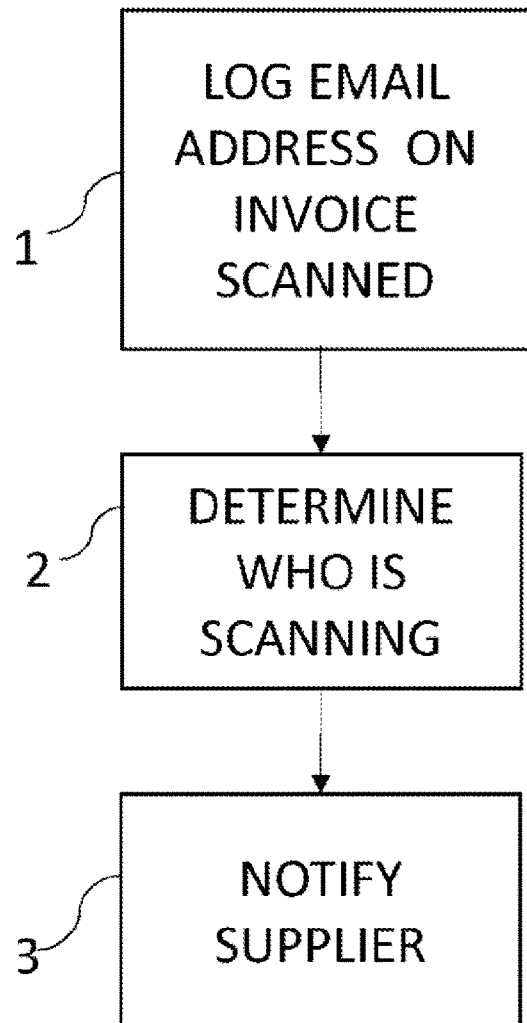 LOG EMAIL
ADDRESS ON
INVOICE
SCANNED
1
DETERMINE
WHO IS
SCANNING
2
NOTIFY
SUPPLIER
3